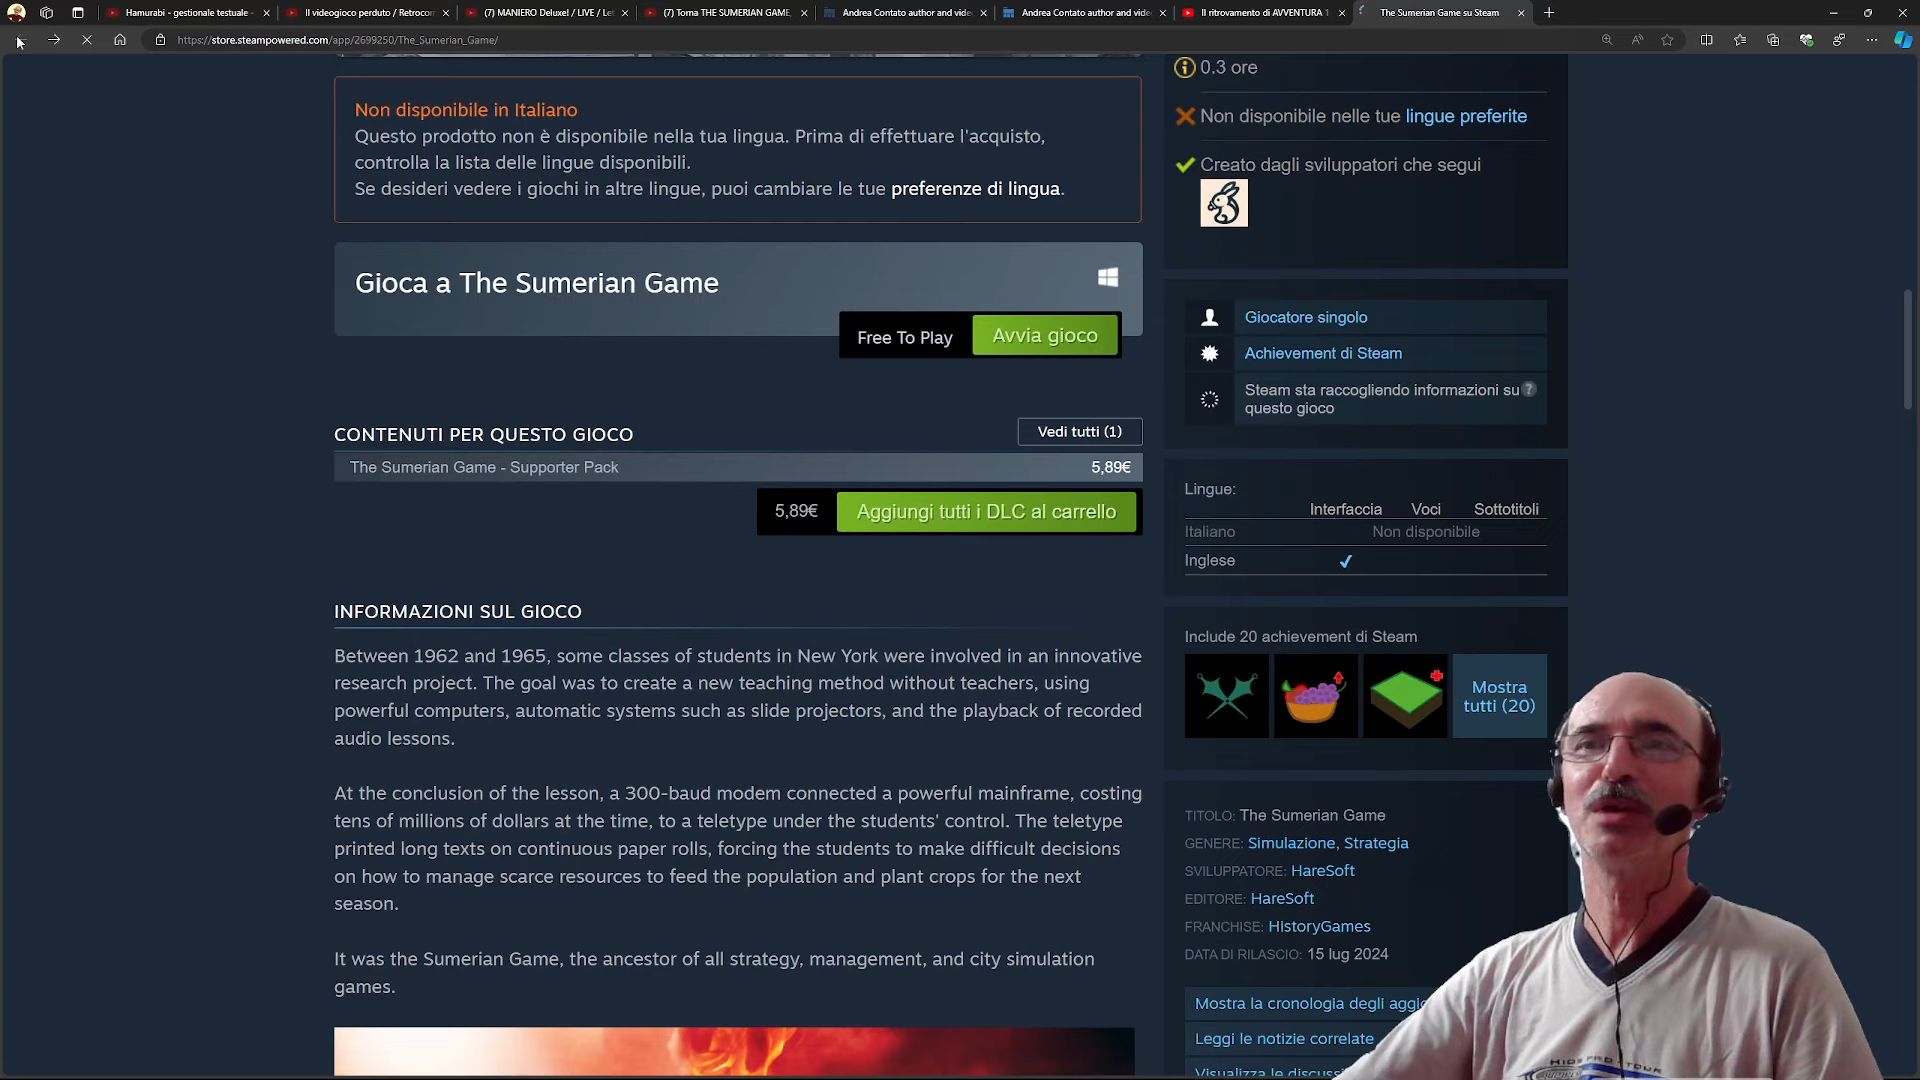 Hamurabi - gestionale testuale -
Il videogioco perduto / Retrocom
(7) MANIERO Deluxe! / LIVE / Let
(7) Torna THE SUMERIAN GAME,
Andrea Contato author and vide
Andrea Contato author and vide
Il ritrovamento di AVVENTURA 1
The Sumerian Game su Steam
https://store.steampowered.com/app/2699250/The_Sumerian_Game/
Non disponibile in Italiano
Questo prodotto non è disponibile nella tua lingua. Prima di effettuare l'acquisto,
controlla la lista delle lingue disponibili.
Se desideri vedere i giochi in altre lingue, puoi cambiare le tue preferenze di lingua.
Gioca a The Sumerian Game
Free To Play
Avvia gioco
CONTENUTI PER QUESTO GIOCO
Vedi tutti (1)
The Sumerian Game - Supporter Pack
5,89€
5,89€
Aggiungi tutti i DLC al carrello
INFORMAZIONI SUL GIOCO
Between 1962 and 1965, some classes of students in New York were involved in an innovative
research project. The goal was to create a new teaching method without teachers, using
powerful computers, automatic systems such as slide projectors, and the playback of recorded
audio lessons.
At the conclusion of the lesson, a 300-baud modem connected a powerful mainframe, costing
tens of millions of dollars at the time, to a teletype under the students' control. The teletype
printed long texts on continuous paper rolls, forcing the students to make difficult decisions
on how to manage scarce resources to feed the population and plant crops for the next
season.
It was the Sumerian Game, the ancestor of all strategy, management, and city simulation
games.
0.3 ore
Non disponibile nelle tue lingue preferite
Creato dagli sviluppatori che segui
Giocatore singolo
Achievement di Steam
Steam sta raccogliendo informazioni su
questo gioco
?
Lingue:
Interfaccia Voci Sottotitoli
Italiano Non disponibile
Inglese ✔
Include 20 achievement di Steam
Mostra
tutti (20)
TITOLO: The Sumerian Game
GENERE: Simulazione, Strategia
SVILUPPATORE: HareSoft
EDITORE: HareSoft
FRANCHISE: HistoryGames
DATA DI RILASCIO: 15 lug 2024
Mostra la cronologia degli aggio
Leggi le notizie correlate
Visualizza le discussi